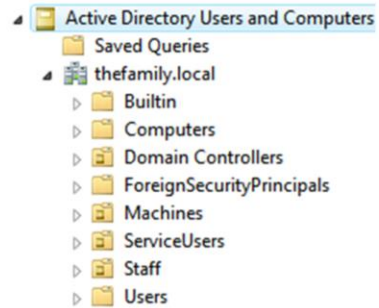 Active Directory Users and Computers
Saved Queries
thefamily.local
Builtin
Computers
Domain Controllers
ForeignSecurityPrincipals
Machines
ServiceUsers
Staff
Users